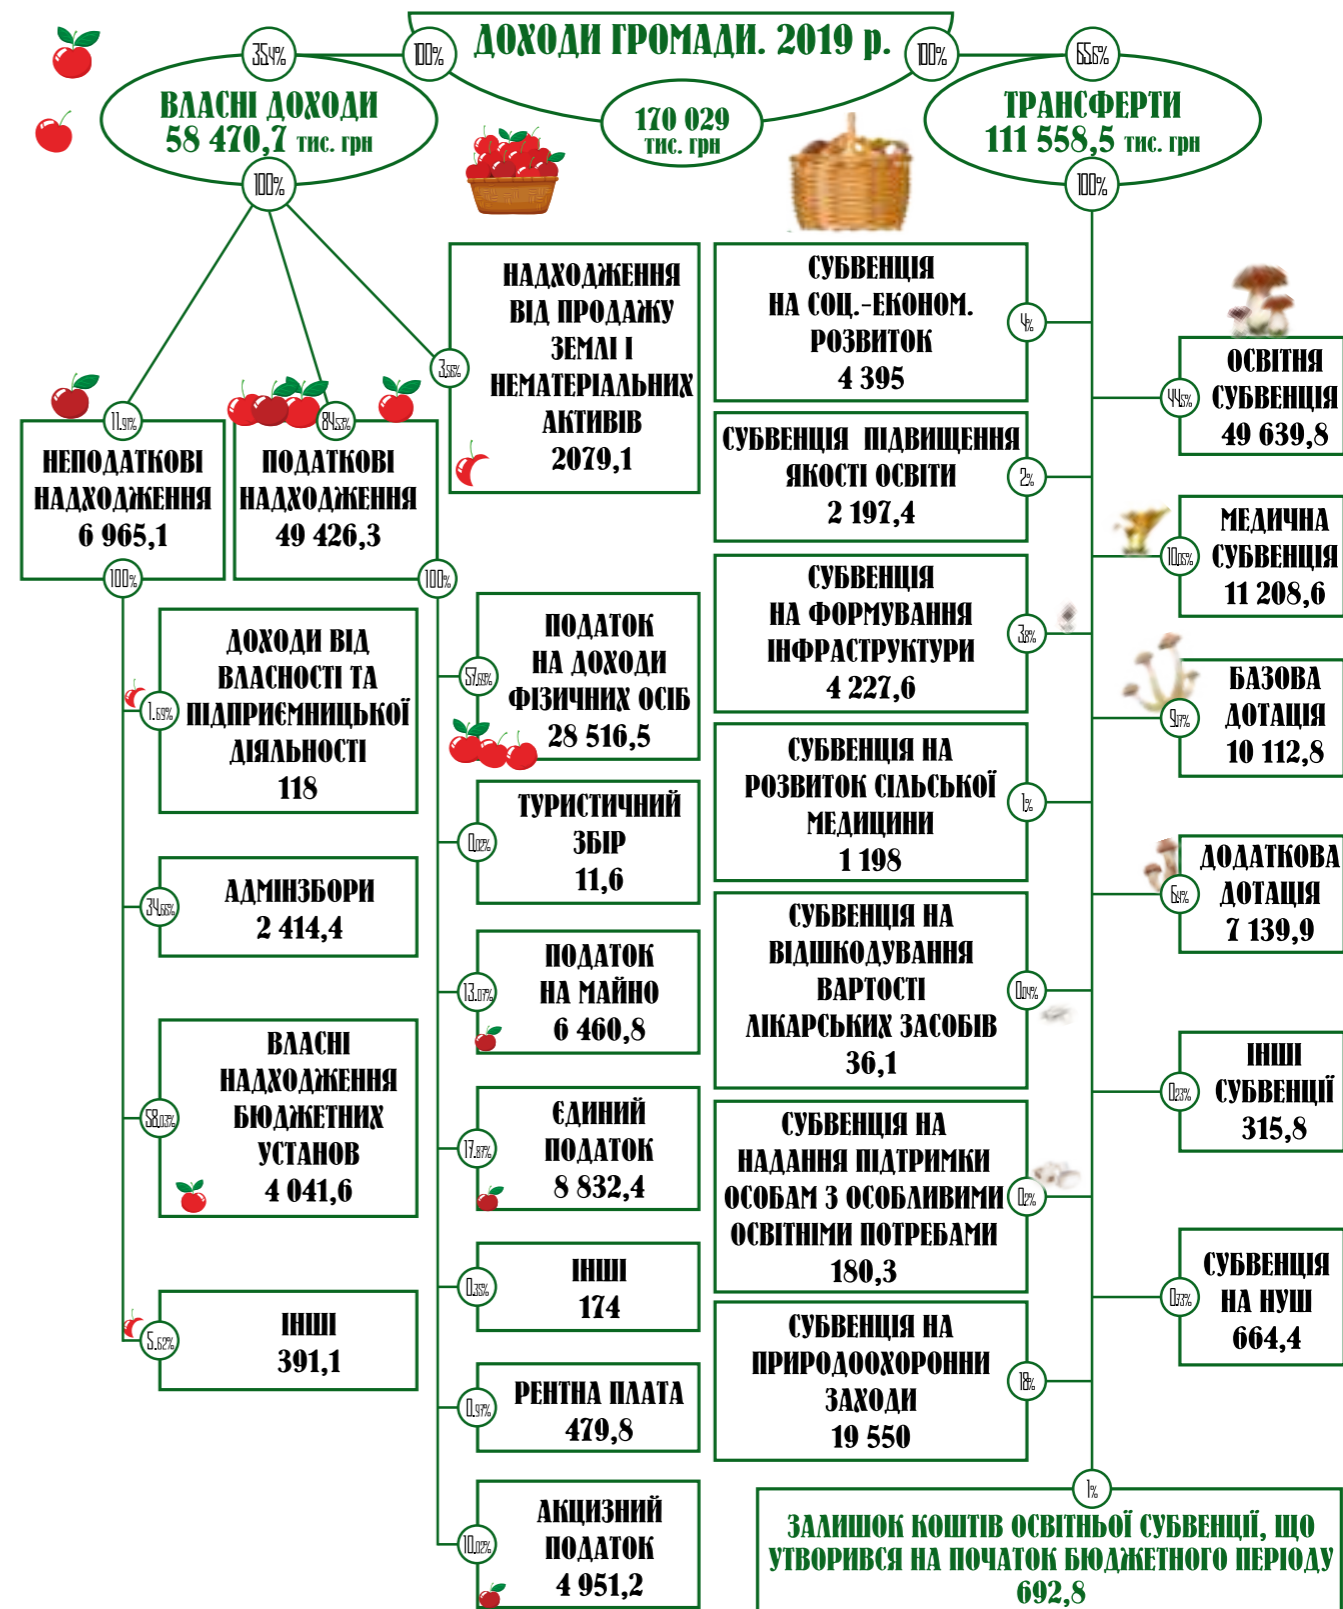 ДОХОДИ ГРОМАДИ. 2019 р.
100%
100%
170 029
тис. грн
35.4%
ВЛАСНІ ДОХОДИ
58 470,7 тис. грн
100%
65.6%
ТРАНСФЕРТИ
111 558,5 тис. грн
100%
11.91%
НЕПОДАТКОВІ
НАДХОДЖЕННЯ
6 965,1
100%
84.53%
ПОДАТКОВІ
НАДХОДЖЕННЯ
49 426,3
100%
3.56%
НАДХОДЖЕННЯ
ВІД ПРОДАЖУ
ЗЕМЛІ І
НЕМАТЕРІАЛЬНИХ
АКТИВІВ
2079,1
1.69%
ДОХОДИ ВІД
ВЛАСНОСТІ ТА
ПІДПРИЄМНИЦЬКОЇ
ДІЯЛЬНОСТІ
118
34.66%
АДМІНЗБОРИ
2 414,4
58.03%
ВЛАСНІ
НАДХОДЖЕННЯ
БЮДЖЕТНИХ
УСТАНОВ
4 041,6
5.62%
ІНШІ
391,1
57.69%
ПОДАТОК
НА ДОХОДИ
ФІЗИЧНИХ ОСІБ
28 516,5
0.02%
ТУРИСТИЧНИЙ
ЗБІР
11,6
13.07%
ПОДАТОК
НА МАЙНО
6 460,8
17.87%
ЄДИНИЙ
ПОДАТОК
8 832,4
0.35%
ІНШІ
174
0.97%
РЕНТНА ПЛАТА
479,8
10.02%
АКЦИЗНИЙ
ПОДАТОК
4 951,2
СУБВЕНЦІЯ
НА СОЦ.-ЕКОНОМ.
РОЗВИТОК
4 395
4%
СУБВЕНЦІЯ ПІДВИЩЕННЯ
ЯКОСТІ ОСВІТИ
2 197,4
2%
СУБВЕНЦІЯ
НА ФОРМУВАННЯ
ІНФРАСТРУКТУРИ
4 227,6
3.8%
СУБВЕНЦІЯ НА
РОЗВИТОК СІЛЬСЬКОЇ
МЕДИЦИНИ
1 198
1%
СУБВЕНЦІЯ НА
ВІДШКОДУВАННЯ
ВАРТОСТІ
ЛІКАРСЬКИХ ЗАСОБІВ
36,1
0.04%
СУБВЕНЦІЯ НА
НАДАННЯ ПІДТРИМКИ
ОСОБАМ З ОСОБЛИВИМИ
ОСВІТНІМИ ПОТРЕБАМИ
180,3
0.2%
СУБВЕНЦІЯ НА
ПРИРОДООХОРОННИ
ЗАХОДИ
19 550
18%
44.5%
ОСВІТНЯ
СУБВЕНЦІЯ
49 639,8
10.05%
МЕДИЧНА
СУБВЕНЦІЯ
11 208,6
9.07%
БАЗОВА
ДОТАЦІЯ
10 112,8
6.4%
ДОДАТКОВА
ДОТАЦІЯ
7 139,9
0.23%
ІНШІ
СУБВЕНЦІЇ
315,8
СУБВЕНЦІЯ
НА НУШ
664,4
1%
ЗАЛИШОК КОШТІВ ОСВІТНЬОЇ СУБВЕНЦІЇ, ЩО
УТВОРИВСЯ НА ПОЧАТОК БЮДЖЕТНОГО ПЕРІОДУ
692,8